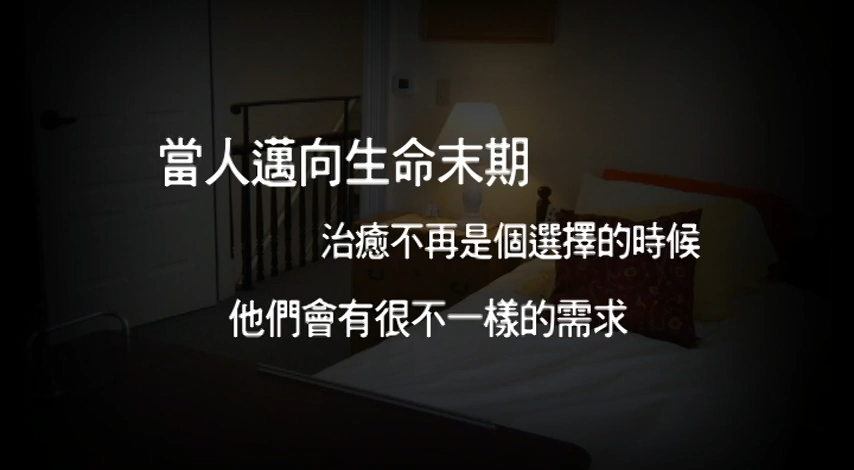 當人邁向生命末期
治癒不再是個選擇的時候
他們會有很不一樣的需求